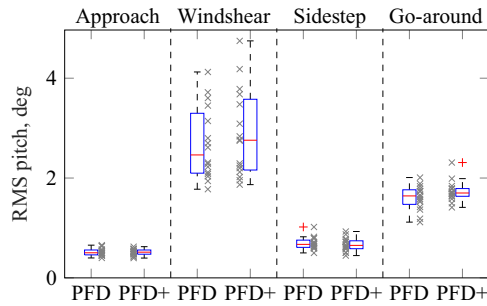 Approach Windshear Sidestep Go-around
RMS pitch, deg
4
2
0
PFD PFD+ PFD PFD+ PFD PFD+ PFD PFD+